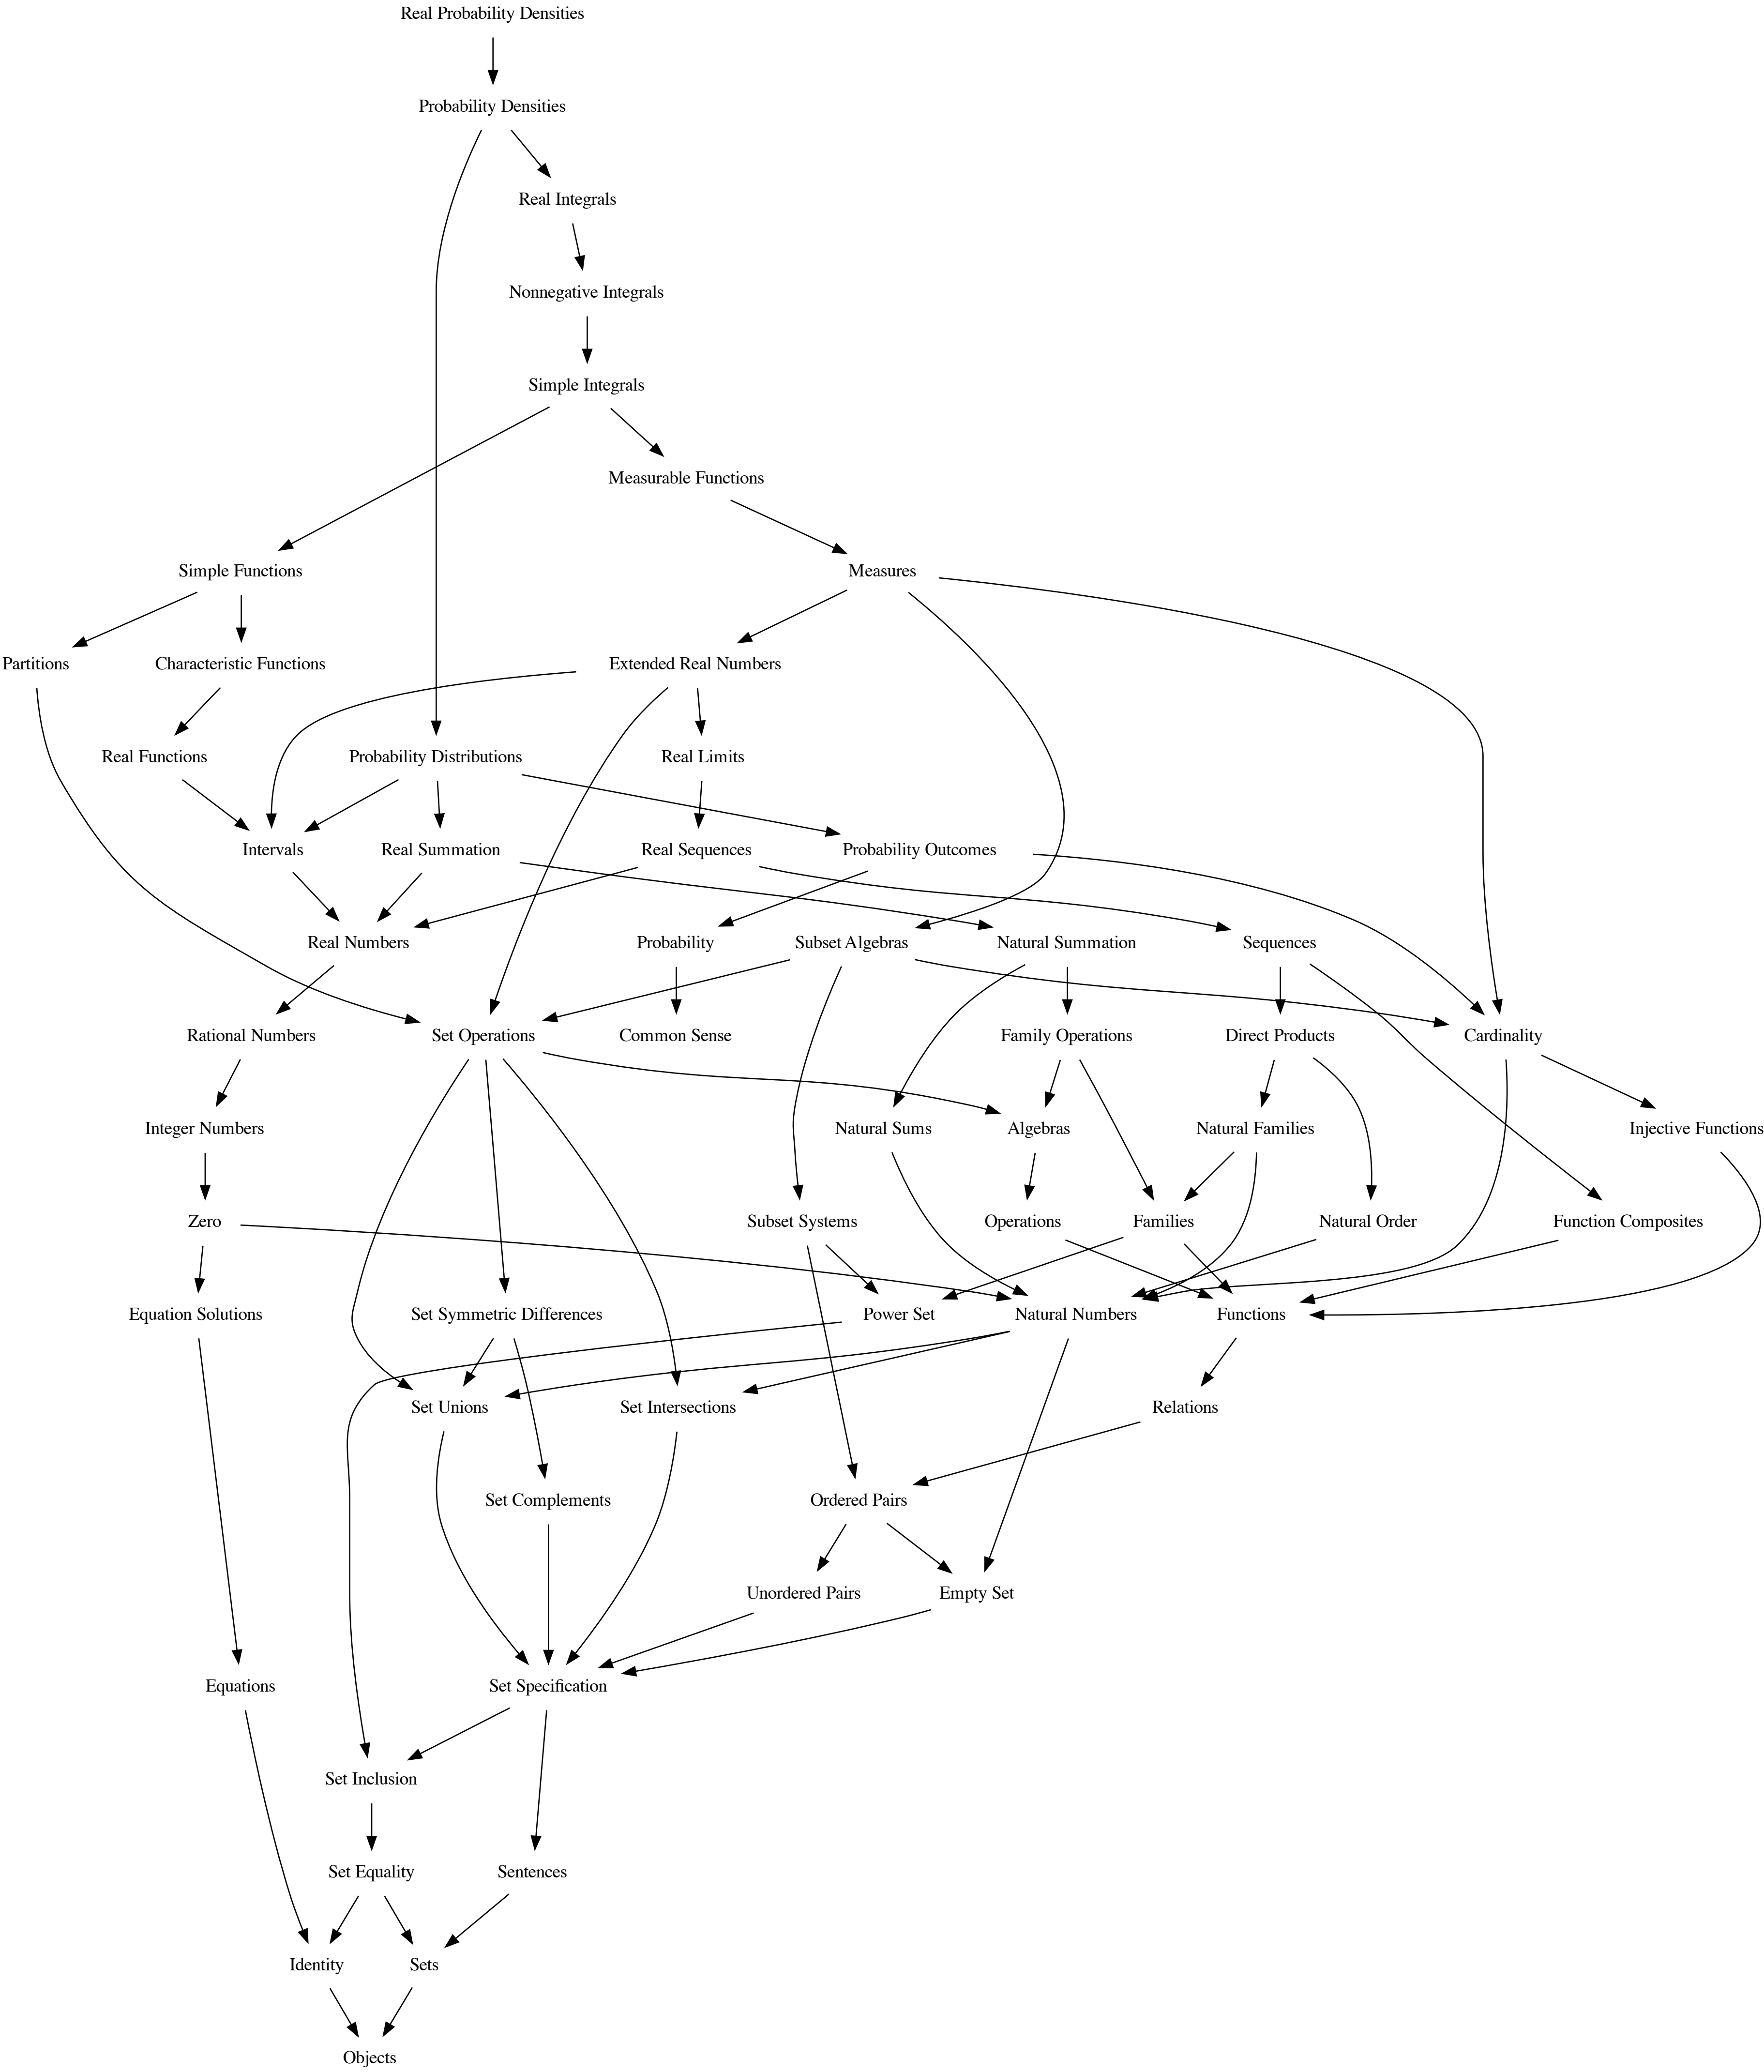 Real Probability Densities
Probability Densities
Real Integrals
Nonnegative Integrals
Simple Integrals
Measurable Functions
Simple Functions
Measures
Partitions
Characteristic Functions
Extended Real Numbers
Real Functions
Probability Distributions
Real Limits
Intervals
Real Summation
Real Sequences
Probability Outcomes
Real Numbers
Probability
Subset Algebras
Natural Summation
Sequences
Rational Numbers
Set Operations
Common Sense
Family Operations
Direct Products
Cardinality
Integer Numbers
Natural Sums
Algebras
Natural Families
Injective Functions
Zero
Subset Systems
Operations
Families
Natural Order
Function Composites
Equation Solutions
Set Symmetric Differences
Power Set
Natural Numbers
Functions
Set Unions
Set Intersections
Relations
Set Complements
Ordered Pairs
Unordered Pairs
Empty Set
Equations
Set Specification
Set Inclusion
Set Equality
Sentences
Identity
Sets
Objects